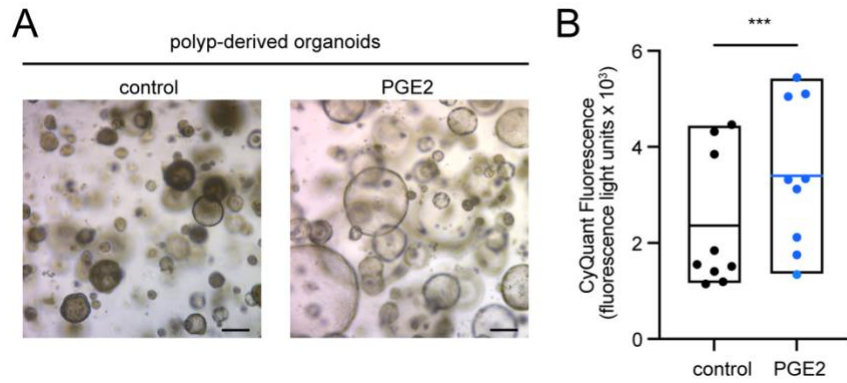 A
polyp-derived organoids
control
PGE2
B
***
CyQuant Fluorescence
(fluorescence light units x 10³)
6
4
2
0
control
PGE2